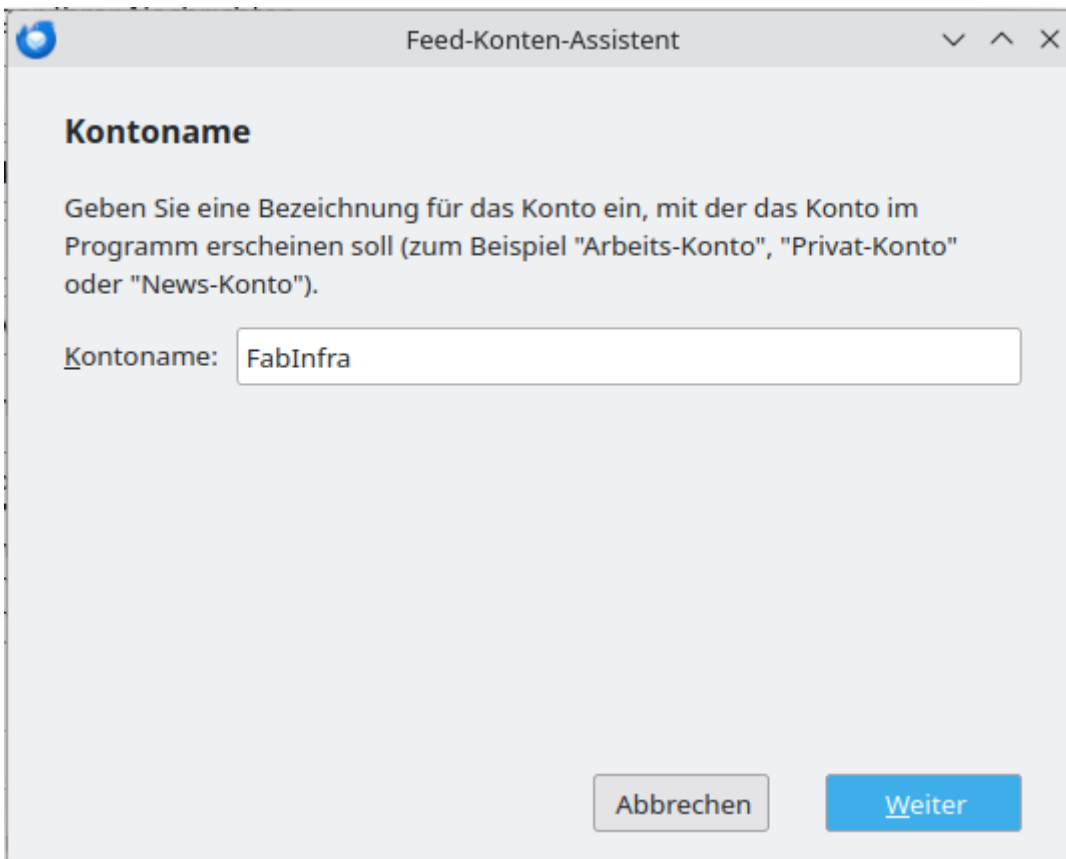 Feed-Konten-Assistent
Kontoname
Geben Sie eine Bezeichnung für das Konto ein, mit der das Konto im
Programm erscheinen soll (zum Beispiel "Arbeits-Konto", "Privat-Konto"
oder "News-Konto").
Kontoname: FabInfra
Abbrechen Weiter